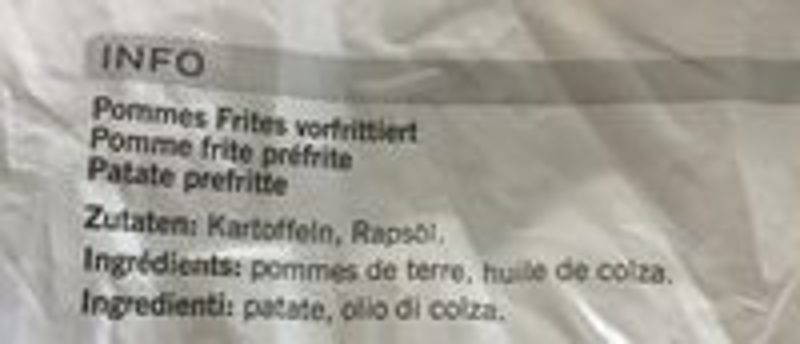 INFO
Pommes Frites vorfrittiert
Pomme frite préfrite
Patate prefritte
Zutaten: Kartoffeln, Rapsöl.
Ingrédients: pommes de terre, huile de colza.
Ingredienti: patate, olio di colza.